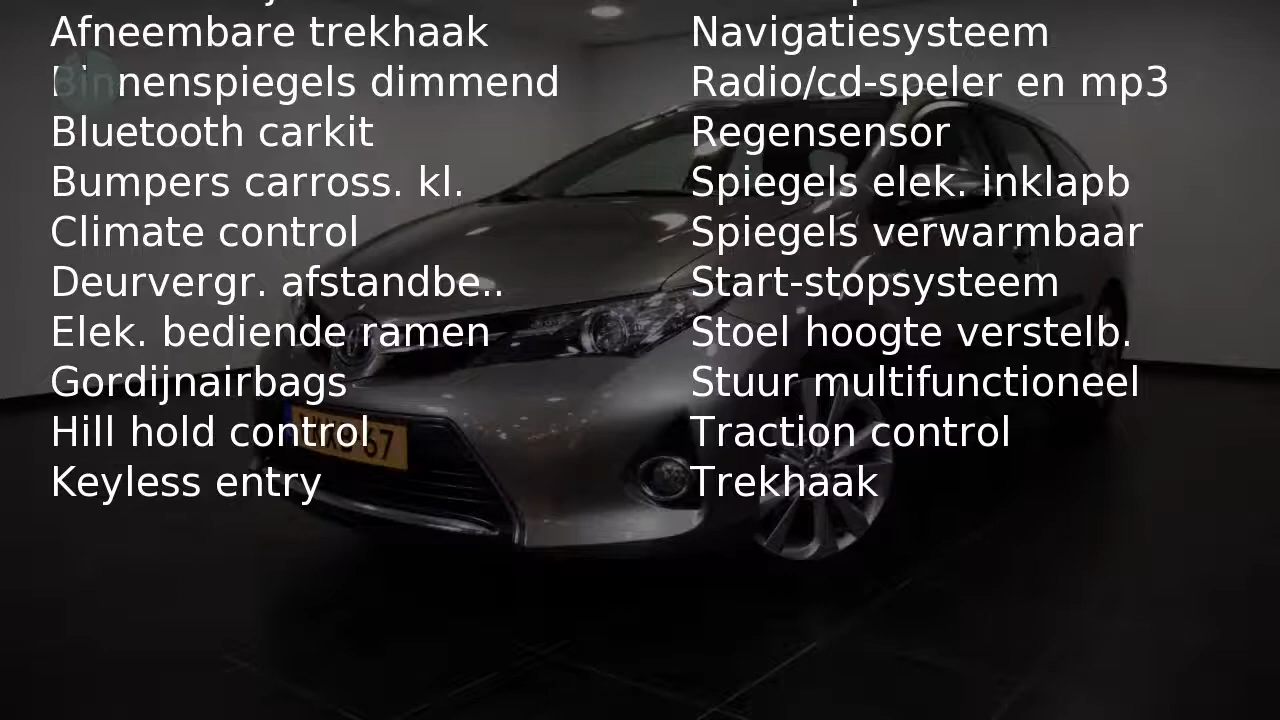 Afneembare trekhaak
Binnenspiegels dimmend
Bluetooth carkit
Bumpers carross. kl.
Climate control
Deurvergr. afstandbe..
Elek. bediende ramen
Gordijnairbags
Hill hold control
Keyless entry
Navigatiesysteem
Radio/cd-speler en mp3
Regensensor
Spiegels elek. inklapb
Spiegels verwarmbaar
Start-stopsysteem
Stoel hoogte verstelb.
Stuur multifunctioneel
Traction control
Trekhaak